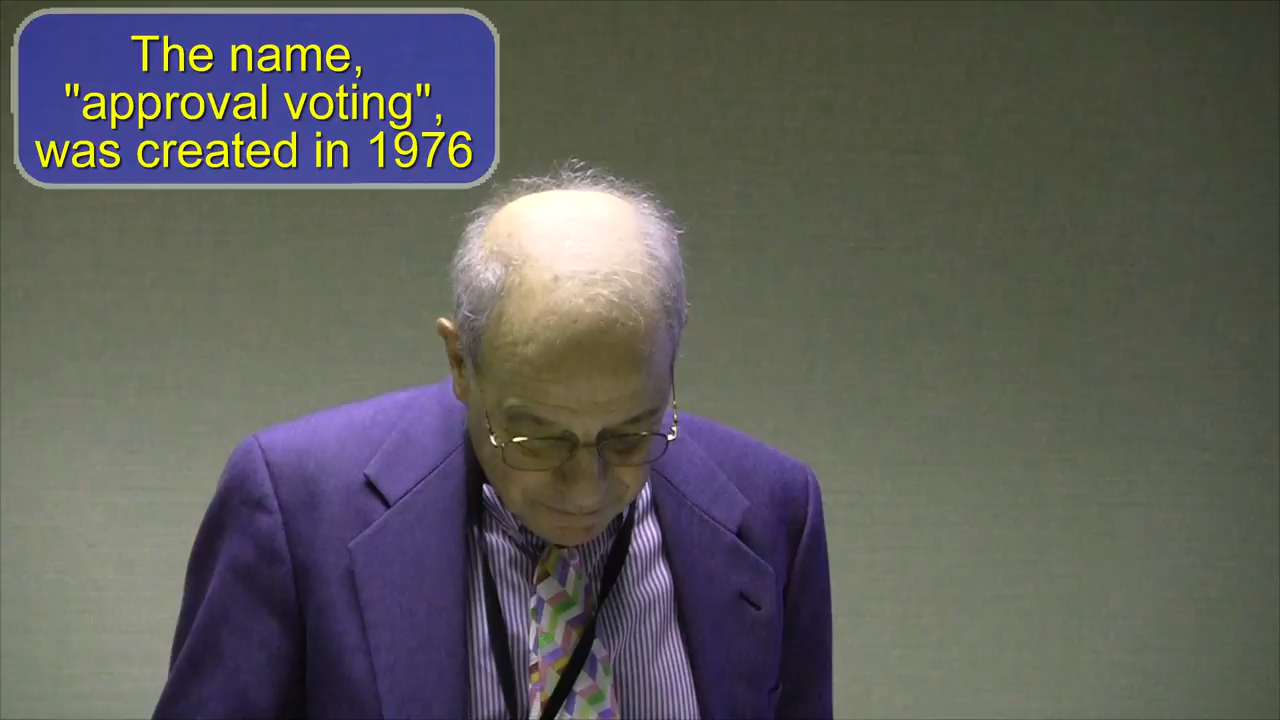 The name,
"approval voting",
was created in 1976